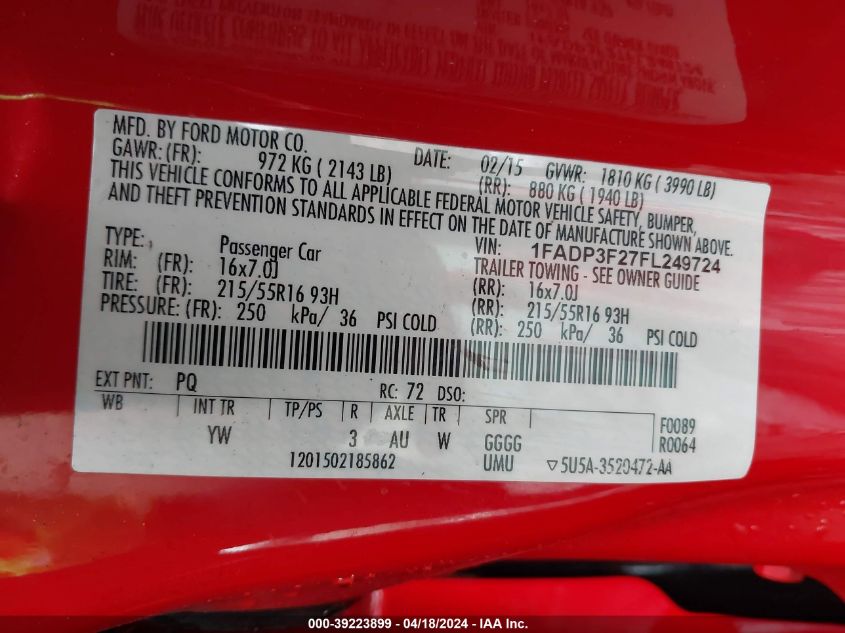 MFD. BY FORD MOTOR CO. DATE: 02/15 GVWR: 1810 KG ( 3990 LB)
GAWR: (FR): 972 KG ( 2143 LB) (RR): 880 KG ( 1940 LB)
THIS VEHICLE CONFORMS TO ALL APPLICABLE FEDERAL MOTOR VEHICLE SAFETY, BUMPER,
AND THEFT PREVENTION STANDARDS IN EFFECT ON THE DATE OF MANUFACTURE SHOWN ABOVE.
TYPE: Passenger Car VIN: 1FADP3F27FL249724
TRAILER TOWING - SEE OWNER GUIDE
RIM: (FR): 16x7.0J (RR): 16x7.0J
TIRE: (FR): 215/55R16 93H (RR): 215/55R16 93H
PRESSURE: (FR): 250 kPa/ 36 PSI COLD (RR): 250 kPa/ 36 PSI COLD
EXT PNT: PQ RC: 72 DSO:
WB INT TR TP/PS R AXLE TR SPR F0089
YW 3 AU W GGGG R0064
1201502185862 UMU ▽5U5A-3520472-AA
000-39223899 - 04/18/2024 - IAA Inc.